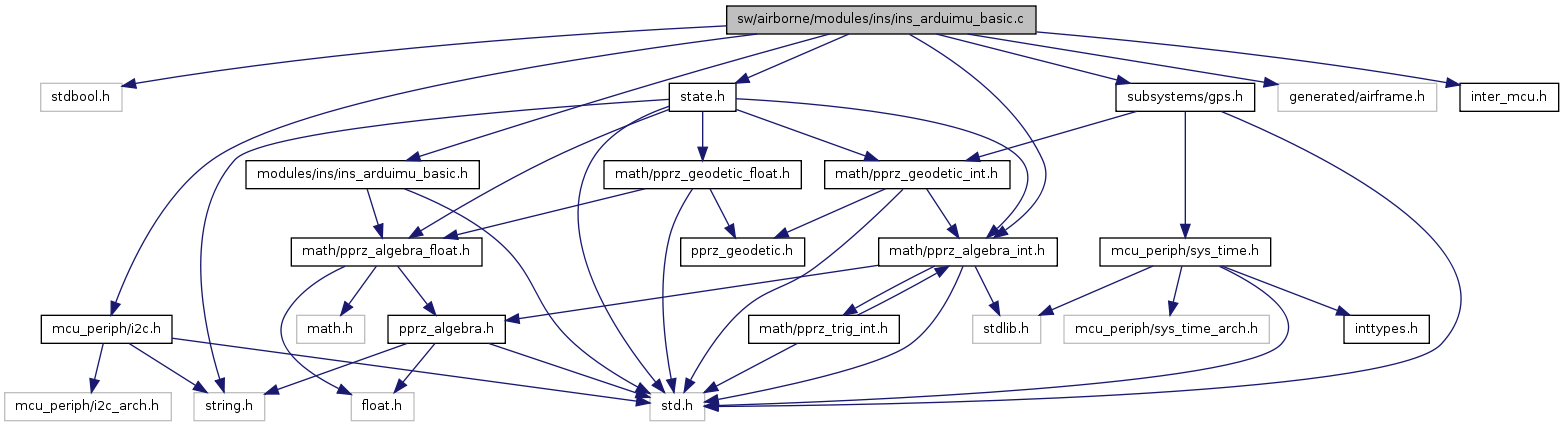 sw/airborne/modules/ins/ins_arduimu_basic.c
stdbool.h
state.h
subsystems/gps.h
generated/airframe.h
inter_mcu.h
modules/ins/ins_arduimu_basic.h
math/pprz_geodetic_float.h
math/pprz_geodetic_int.h
math/pprz_algebra_float.h
pprz_geodetic.h
math/pprz_algebra_int.h
mcu_periph/sys_time.h
mcu_periph/i2c.h
math.h
pprz_algebra.h
math/pprz_trig_int.h
stdlib.h
mcu_periph/sys_time_arch.h
inttypes.h
mcu_periph/i2c_arch.h
string.h
float.h
std.h